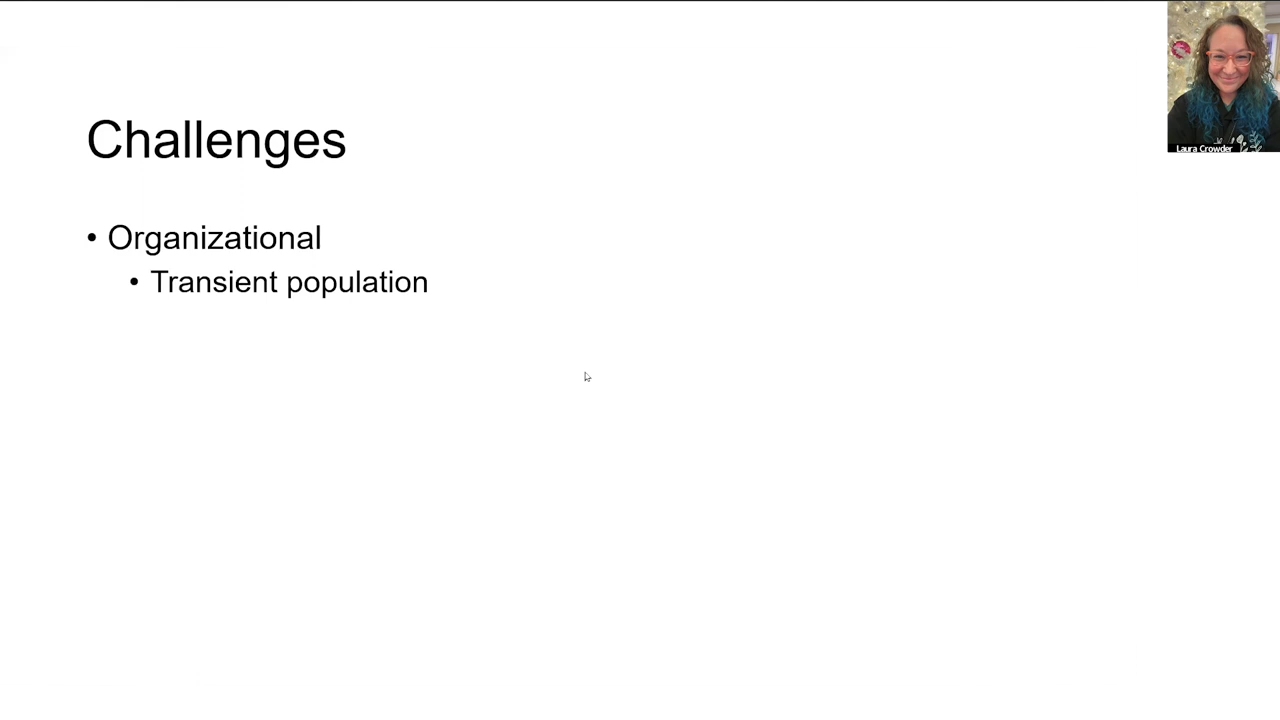 Challenges
• Organizational
• Transient population
Laura Crowder